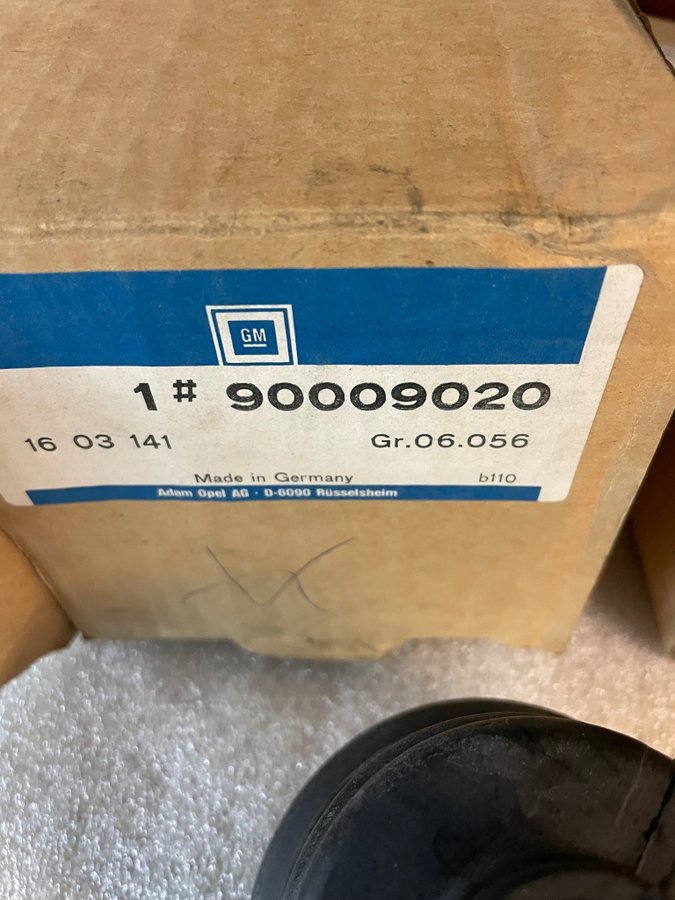 GM
1# 90009020
16 03 141 Gr.06.056
Made in Germany b110
Adam Opel AG · D-6090 Rüsselsheim